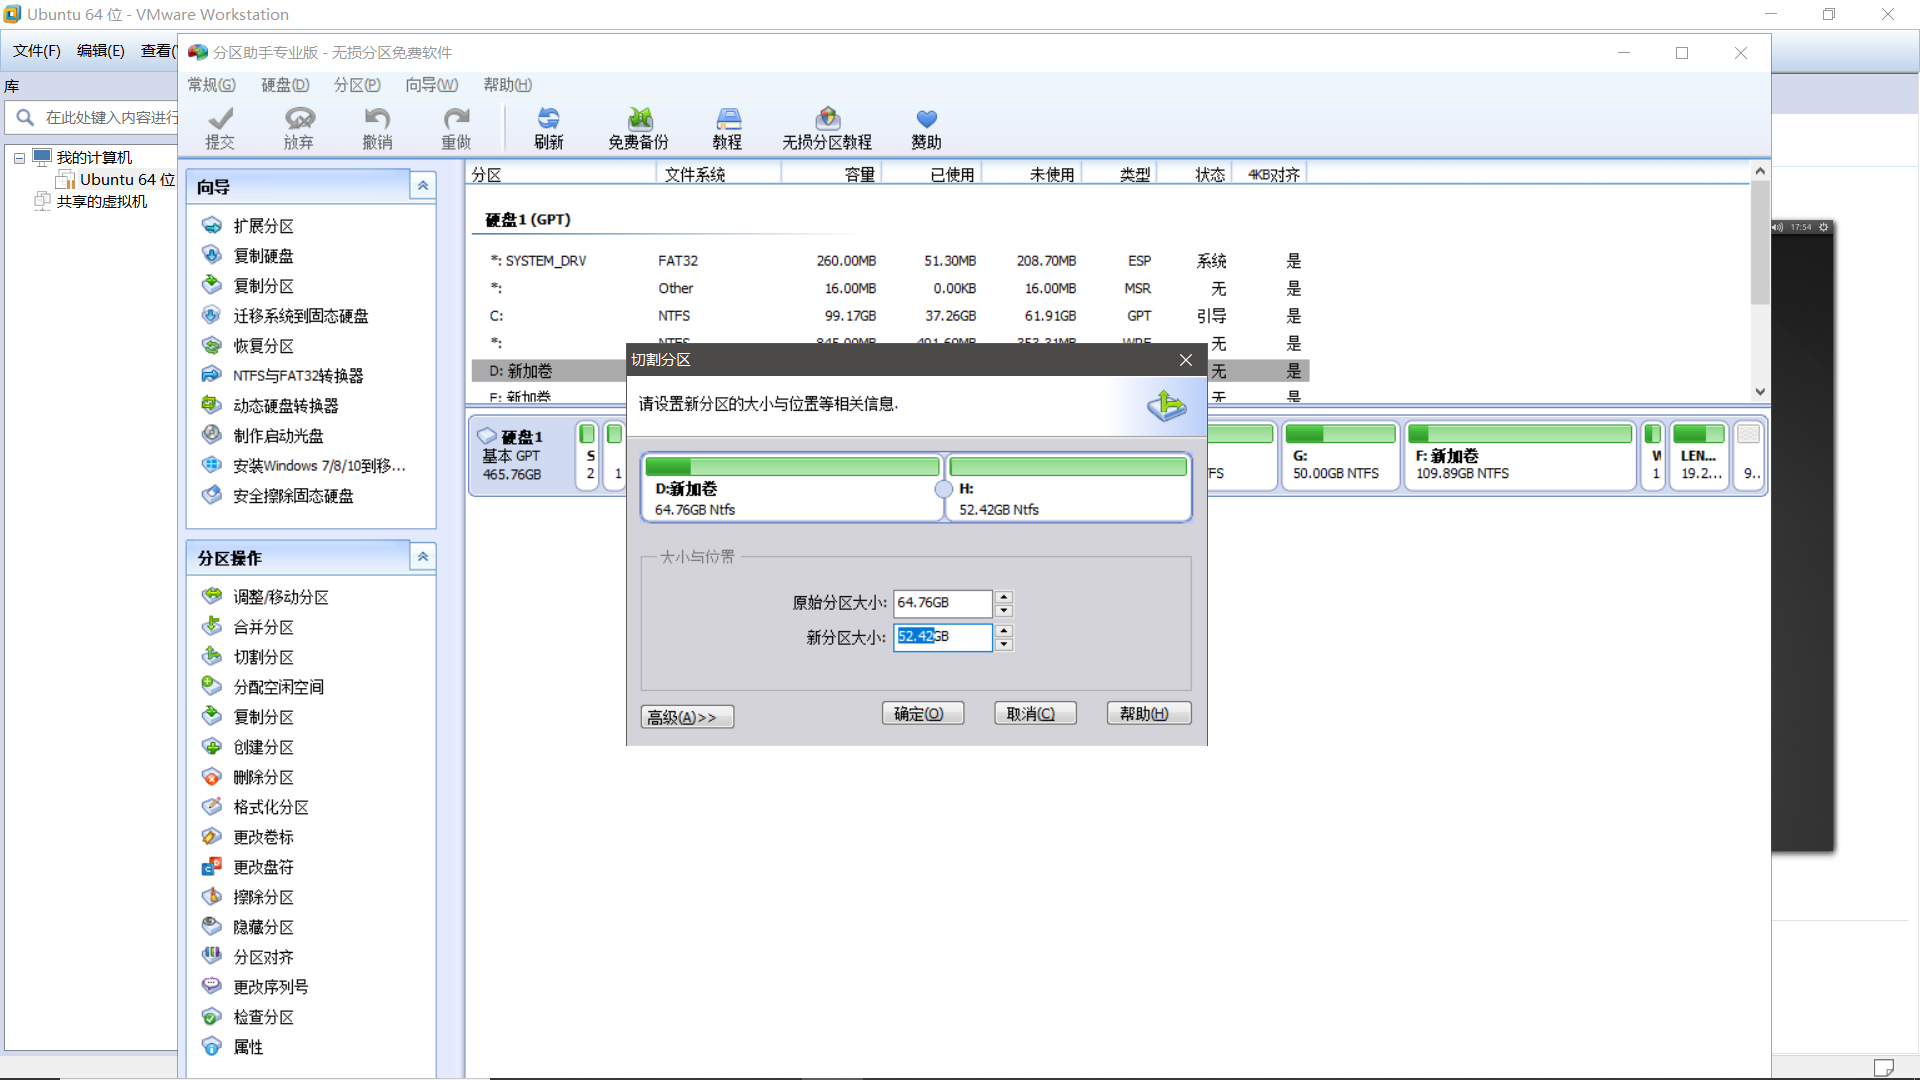 Ubuntu 64 位 - VMware Workstation
文件(F) 编辑(E) 查看(
库
在此处键入内容进行
我的计算机
Ubuntu 64 位
共享的虚拟机
分区助手专业版 - 无损分区免费软件
常规(G) 硬盘(D) 分区(P) 向导(W) 帮助(H)
提交 放弃 撤销 重做 刷新 免费备份 教程 无损分区教程 赞助
向导
扩展分区
复制硬盘
复制分区
迁移系统到固态硬盘
恢复分区
NTFS与FAT32转换器
动态硬盘转换器
制作启动光盘
安装Windows 7/8/10到移...
安全擦除固态硬盘
分区操作
调整/移动分区
合并分区
切割分区
分配空闲空间
复制分区
创建分区
删除分区
格式化分区
更改卷标
更改盘符
擦除分区
隐藏分区
分区对齐
更改序列号
检查分区
属性
分区 文件系统 容量 已使用 未使用 类型 状态 4KB对齐
硬盘1 (GPT)
*: SYSTEM_DRV FAT32 260.00MB 51.30MB 208.70MB ESP 系统 是
*: Other 16.00MB 0.00KB 16.00MB MSR 无 是
C: NTFS 99.17GB 37.26GB 61.91GB GPT 引导 是
*: NTFS 845.00MB 491.69MB 353.31MB WRE 无 是
D: 新加卷 无 是
新加卷 无 是
硬盘1
基本 GPT
465.76GB
S
2
1
FS
G:
50.00GB NTFS
F: 新加卷
109.89GB NTFS
1
LEN...
19.2...
9..
切割分区
请设置新分区的大小与位置等相关信息.
D:新加卷
64.76GB Ntfs
H:
52.42GB Ntfs
大小与位置
原始分区大小: 64.76GB
新分区大小: 52.42GB
高级(A)>> 确定(O) 取消(C) 帮助(H)
17:54